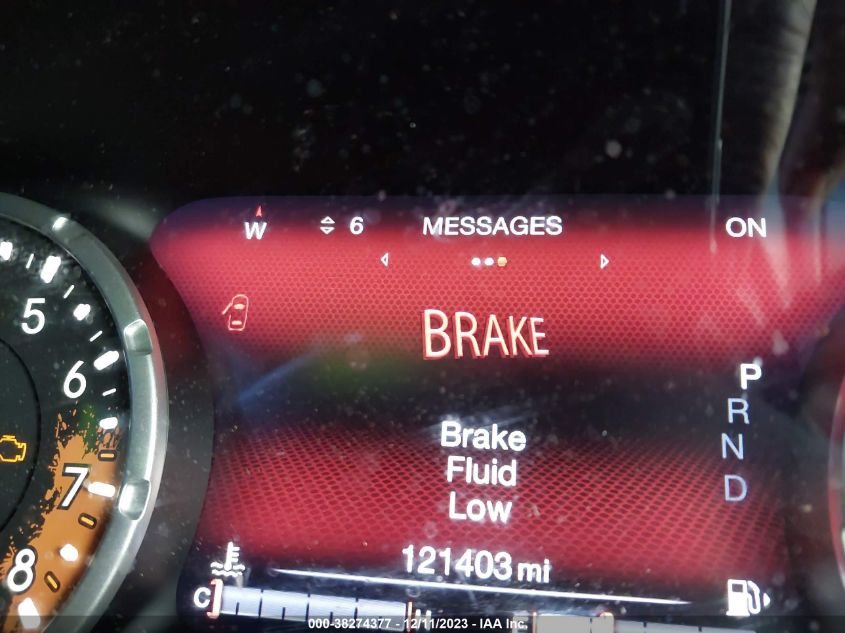 W 6 MESSAGES ON
BRAKE
P
R
N
D
Brake
Fluid
Low
121403 mi
C H
5
6
7
8
000-38274377 - 12/11/2023 - IAA Inc.